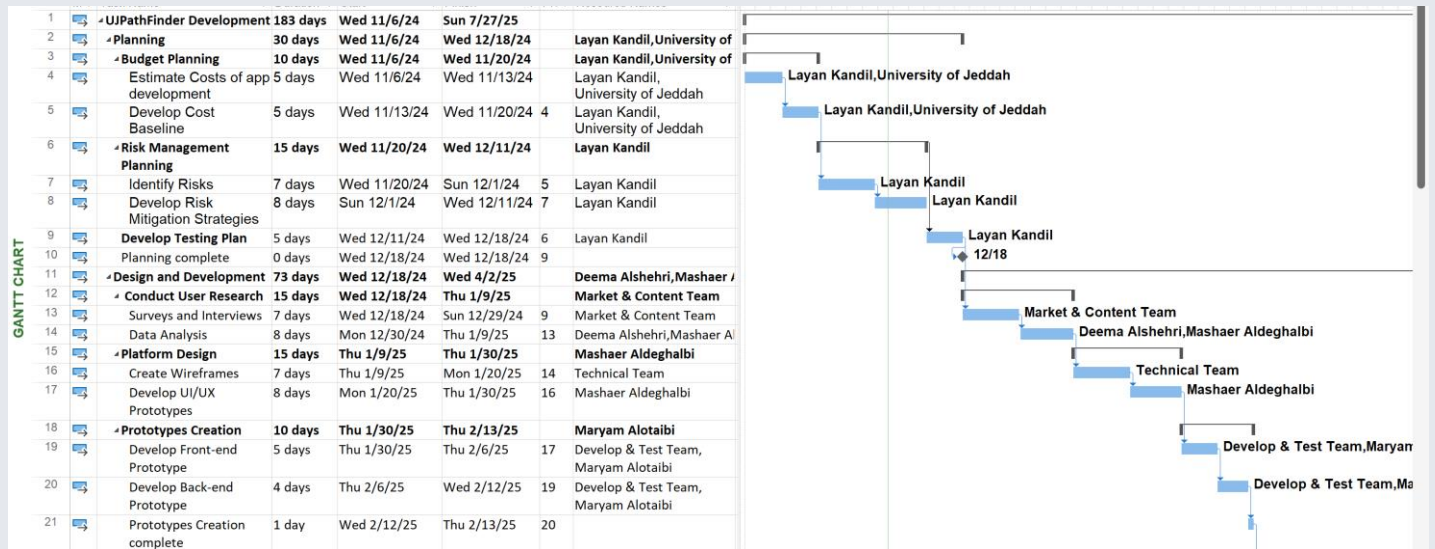 GANTT CHART
1 UJPathFinder Development 183 days Wed 11/6/24 Sun 7/27/25
2 Planning 30 days Wed 11/6/24 Wed 12/18/24 Layan Kandil,University of
3 Budget Planning 10 days Wed 11/6/24 Wed 11/20/24 Layan Kandil,University of
4 Estimate Costs of app 5 days Wed 11/6/24 Wed 11/13/24 Layan Kandil, Layan Kandil,University of Jeddah
development University of Jeddah
5 Develop Cost 5 days Wed 11/13/24 Wed 11/20/24 4 Layan Kandil, Layan Kandil,University of Jeddah
Baseline University of Jeddah
6 Risk Management 15 days Wed 11/20/24 Wed 12/11/24 Layan Kandil
Planning
7 Identify Risks 7 days Wed 11/20/24 Sun 12/1/24 5 Layan Kandil Layan Kandil
8 Develop Risk 8 days Sun 12/1/24 Wed 12/11/24 7 Layan Kandil Layan Kandil
Mitigation Strategies
9 Develop Testing Plan 5 days Wed 12/11/24 Wed 12/18/24 6 Layan Kandil Layan Kandil
10 Planning complete 0 days Wed 12/18/24 Wed 12/18/24 9 12/18
11 Design and Development 73 days Wed 12/18/24 Wed 4/2/25 Deema Alshehri,Mashaer
12 Conduct User Research 15 days Wed 12/18/24 Thu 1/9/25 Market & Content Team
13 Surveys and Interviews 7 days Wed 12/18/24 Sun 12/29/24 9 Market & Content Team Market & Content Team
14 Data Analysis 8 days Mon 12/30/24 Thu 1/9/25 13 Deema Alshehri,Mashaer Al Deema Alshehri,Mashaer Aldeghalbi
15 Platform Design 15 days Thu 1/9/25 Thu 1/30/25 Mashaer Aldeghalbi
16 Create Wireframes 7 days Thu 1/9/25 Mon 1/20/25 14 Technical Team Technical Team
17 Develop UI/UX 8 days Mon 1/20/25 Thu 1/30/25 16 Mashaer Aldeghalbi Mashaer Aldeghalbi
Prototypes
18 Prototypes Creation 10 days Thu 1/30/25 Thu 2/13/25 Maryam Alotaibi
19 Develop Front-end 5 days Thu 1/30/25 Thu 2/6/25 17 Develop & Test Team, Develop & Test Team,Maryam
Prototype Maryam Alotaibi
20 Develop Back-end 4 days Thu 2/6/25 Wed 2/12/25 19 Develop & Test Team, Develop & Test Team,Ma
Prototype Maryam Alotaibi
21 Prototypes Creation 1 day Wed 2/12/25 Thu 2/13/25 20
complete